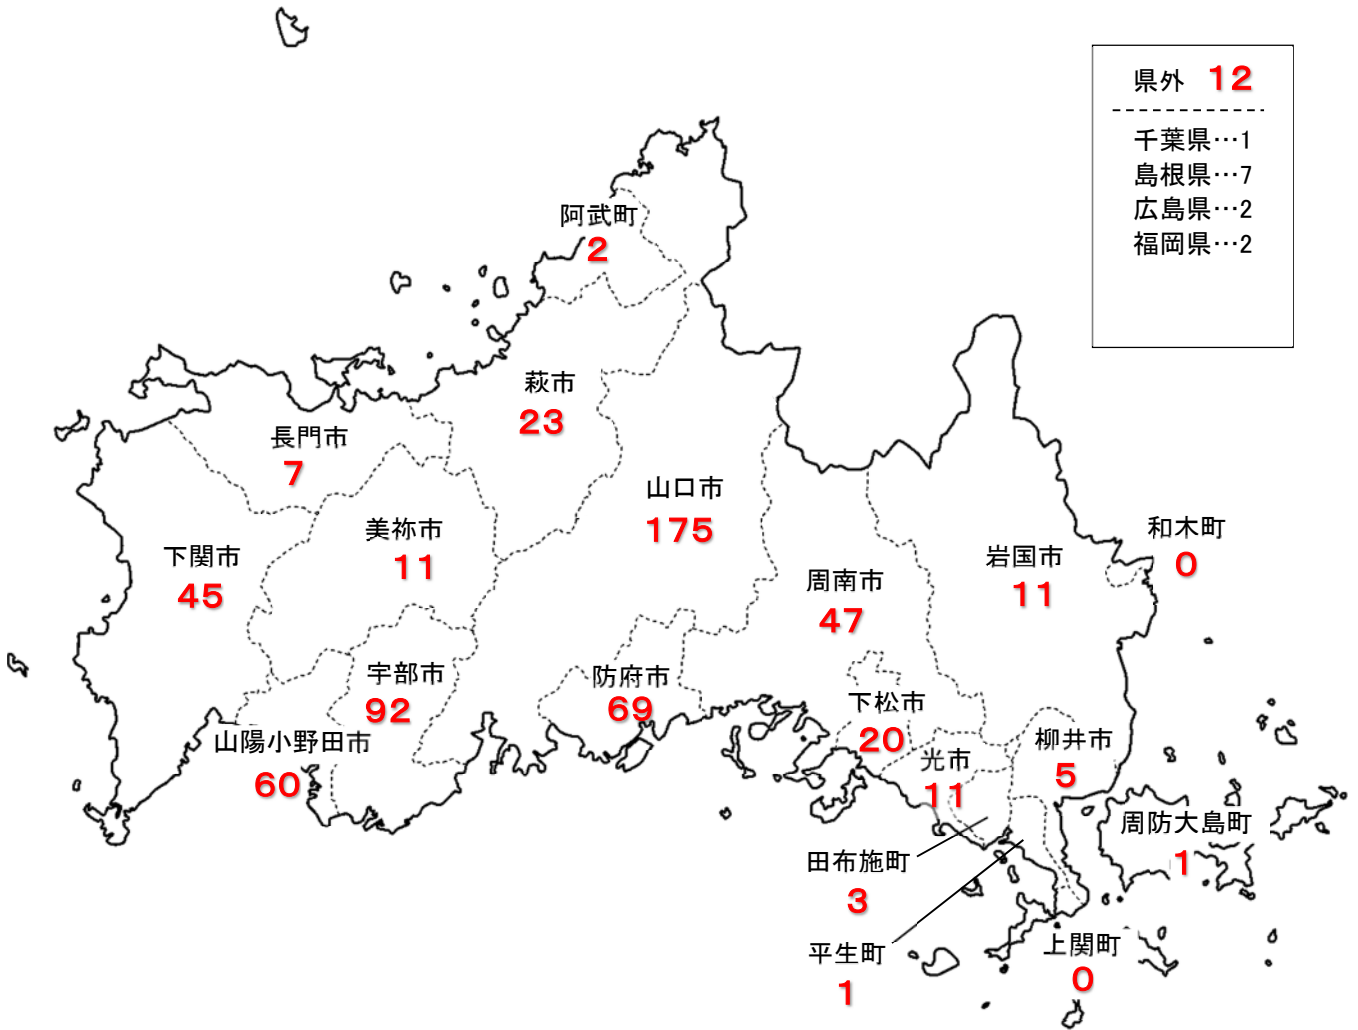 県外 12
千葉県…1
島根県…7
広島県…2
福岡県…2
阿武町
2
萩市
23
長門市
7
山口市
175
美祢市
11
和木町
0
下関市
45
岩国市
11
周南市
47
宇部市
92
防府市
69
下松市
20
山陽小野田市
60
柳井市
5
光市
11
周防大島町
1
田布施町
3
平生町
1
上関町
0